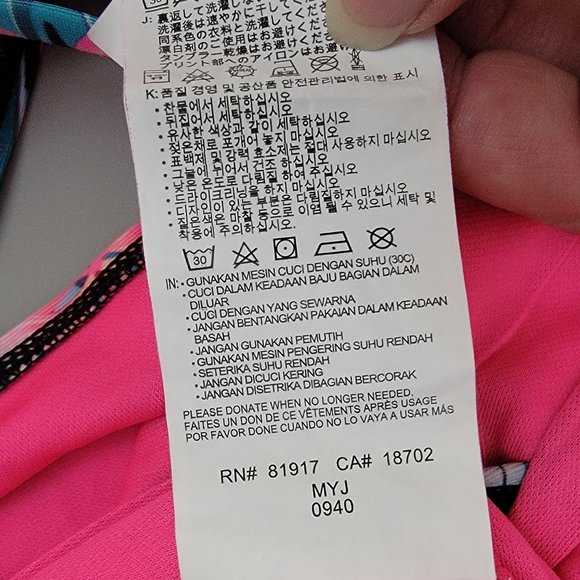 30
J: 裏返して洗濯してください
K: 품질 경영 및 공산품 안전관리법에 의한 표시
• 찬물에서 세탁하십시오
• 뒤집어서 세탁하십시오
• 유사한 색상과 같이 세탁하십시오
• 젖은채로 포개어 놓지 마십시오
• 표백제 및 강력 효소제는 절대 사용하지 마십시오
• 그늘에 뉘어서 건조 하십시오
• 낮은 온도로 다림질하여 주십시오
• 드라이크리닝을 하지 마십시오
• 디자인이 있는 부분은 다림질하지 마십시오
• 짙은색은 마찰 등으로 이염 될 수 있으니 세탁 및
착용에 주의 하십시오
30
IN: • GUNAKAN MESIN CUCI DENGAN SUHU (30C)
• CUCI DALAM KEADAAN BAJU BAGIAN DALAM
DILUAR
• CUCI DENGAN YANG SEWARNA
• JANGAN BENTANGKAN PAKAIAN DALAM KEADAAN
BASAH
• JANGAN GUNAKAN PEMUTIH
• GUNAKAN MESIN PENGERING SUHU RENDAH
• SETERIKA SUHU RENDAH
• JANGAN DICUCI KERING
• JANGAN DISETRIKA DIBAGIAN BERCORAK
PLEASE DONATE WHEN NO LONGER NEEDED.
FAITES UN DON DE CE VÊTEMENTS APRÈS USAGE
POR FAVOR DONE CUANDO NO LO VAYA A USAR MÁS
RN# 81917 CA# 18702
MYJ
0940